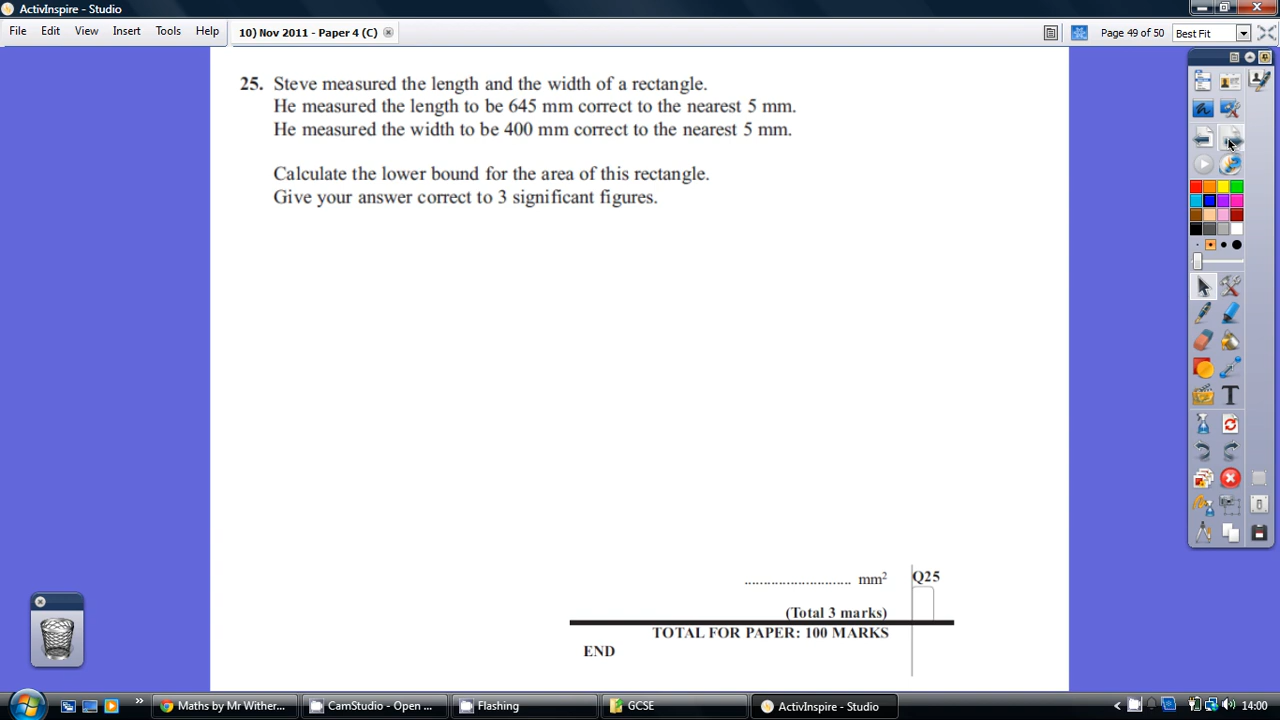 ActivInspire - Studio
File Edit View Insert Tools Help
10) Nov 2011 - Paper 4 (C)
Page 49 of 50
Best Fit
25. Steve measured the length and the width of a rectangle.
He measured the length to be 645 mm correct to the nearest 5 mm.
He measured the width to be 400 mm correct to the nearest 5 mm.
Calculate the lower bound for the area of this rectangle.
Give your answer correct to 3 significant figures.
........................... mm²
Q25
(Total 3 marks)
TOTAL FOR PAPER: 100 MARKS
END
Maths by Mr Wither...
CamStudio - Open ...
Flashing
GCSE
ActivInspire - Studio
14:00